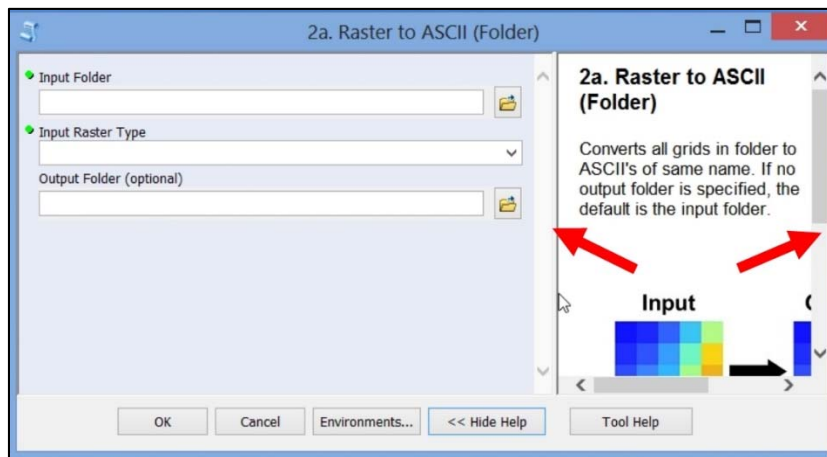 2a. Raster to ASCII (Folder)
Input Folder
Input Raster Type
Output Folder (optional)
2a. Raster to ASCII
(Folder)
Converts all grids in folder to
ASCII's of same name. If no
output folder is specified, the
default is the input folder.
Input
OK
Cancel
Environments...
<< Hide Help
Tool Help